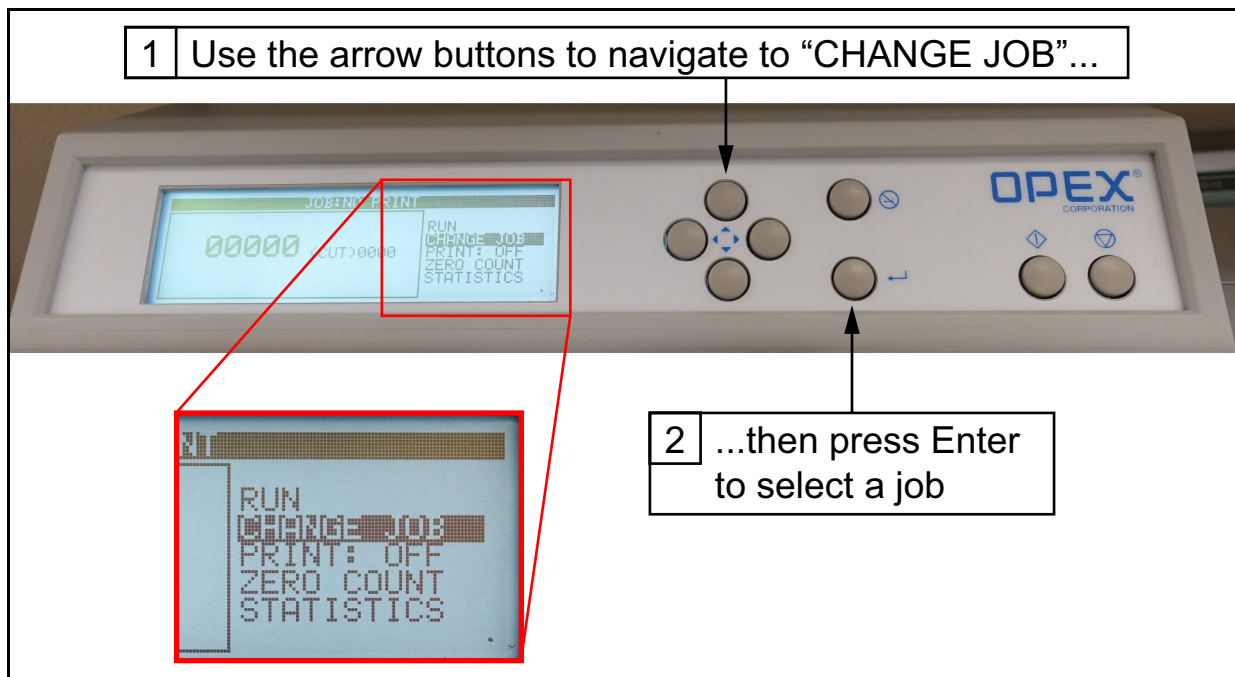 1 Use the arrow buttons to navigate to “CHANGE JOB”...
JOB:NO PRINT
00000 (CUT)0000
RUN
CHANGE JOB
PRINT: OFF
ZERO COUNT
STATISTICS
OPEX®
CORPORATION
NT
RUN
CHANGE JOB
PRINT: OFF
ZERO COUNT
STATISTICS
2 ...then press Enter
to select a job